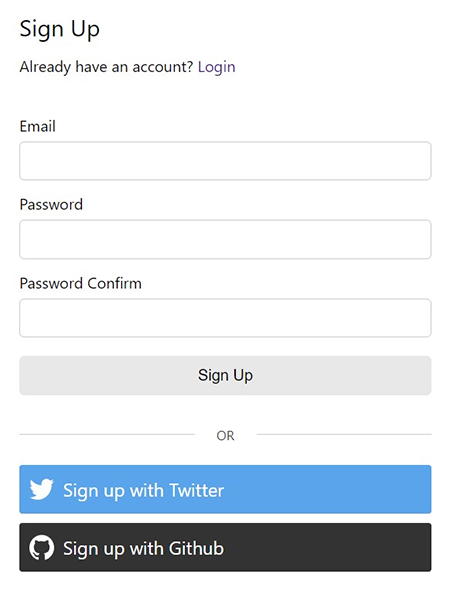 Sign Up
Already have an account? Login
Email
Password
Password Confirm
Sign Up
OR
Sign up with Twitter
Sign up with Github